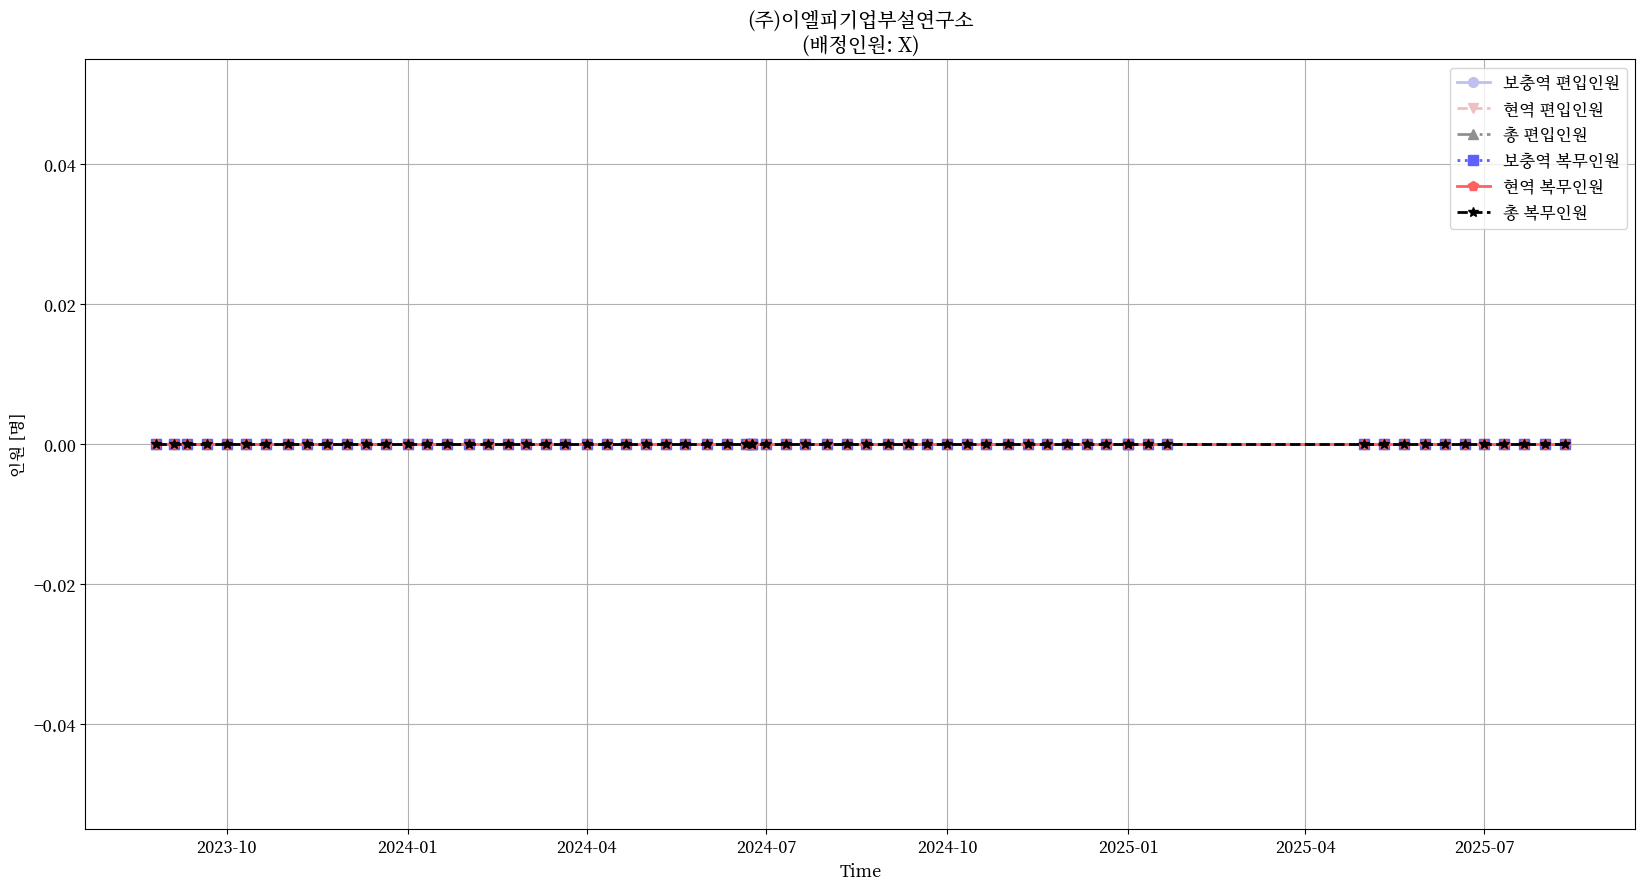 (주)이엘피기업부설연구소
(배정인원: X)
보충역 편입인원
현역 편입인원
총 편입인원
보충역 복무인원
현역 복무인원
총 복무인원
인원 [명]
0.04
0.02
0.00
−0.02
−0.04
2023-10
2024-01
2024-04
2024-07
2024-10
2025-01
2025-04
2025-07
Time